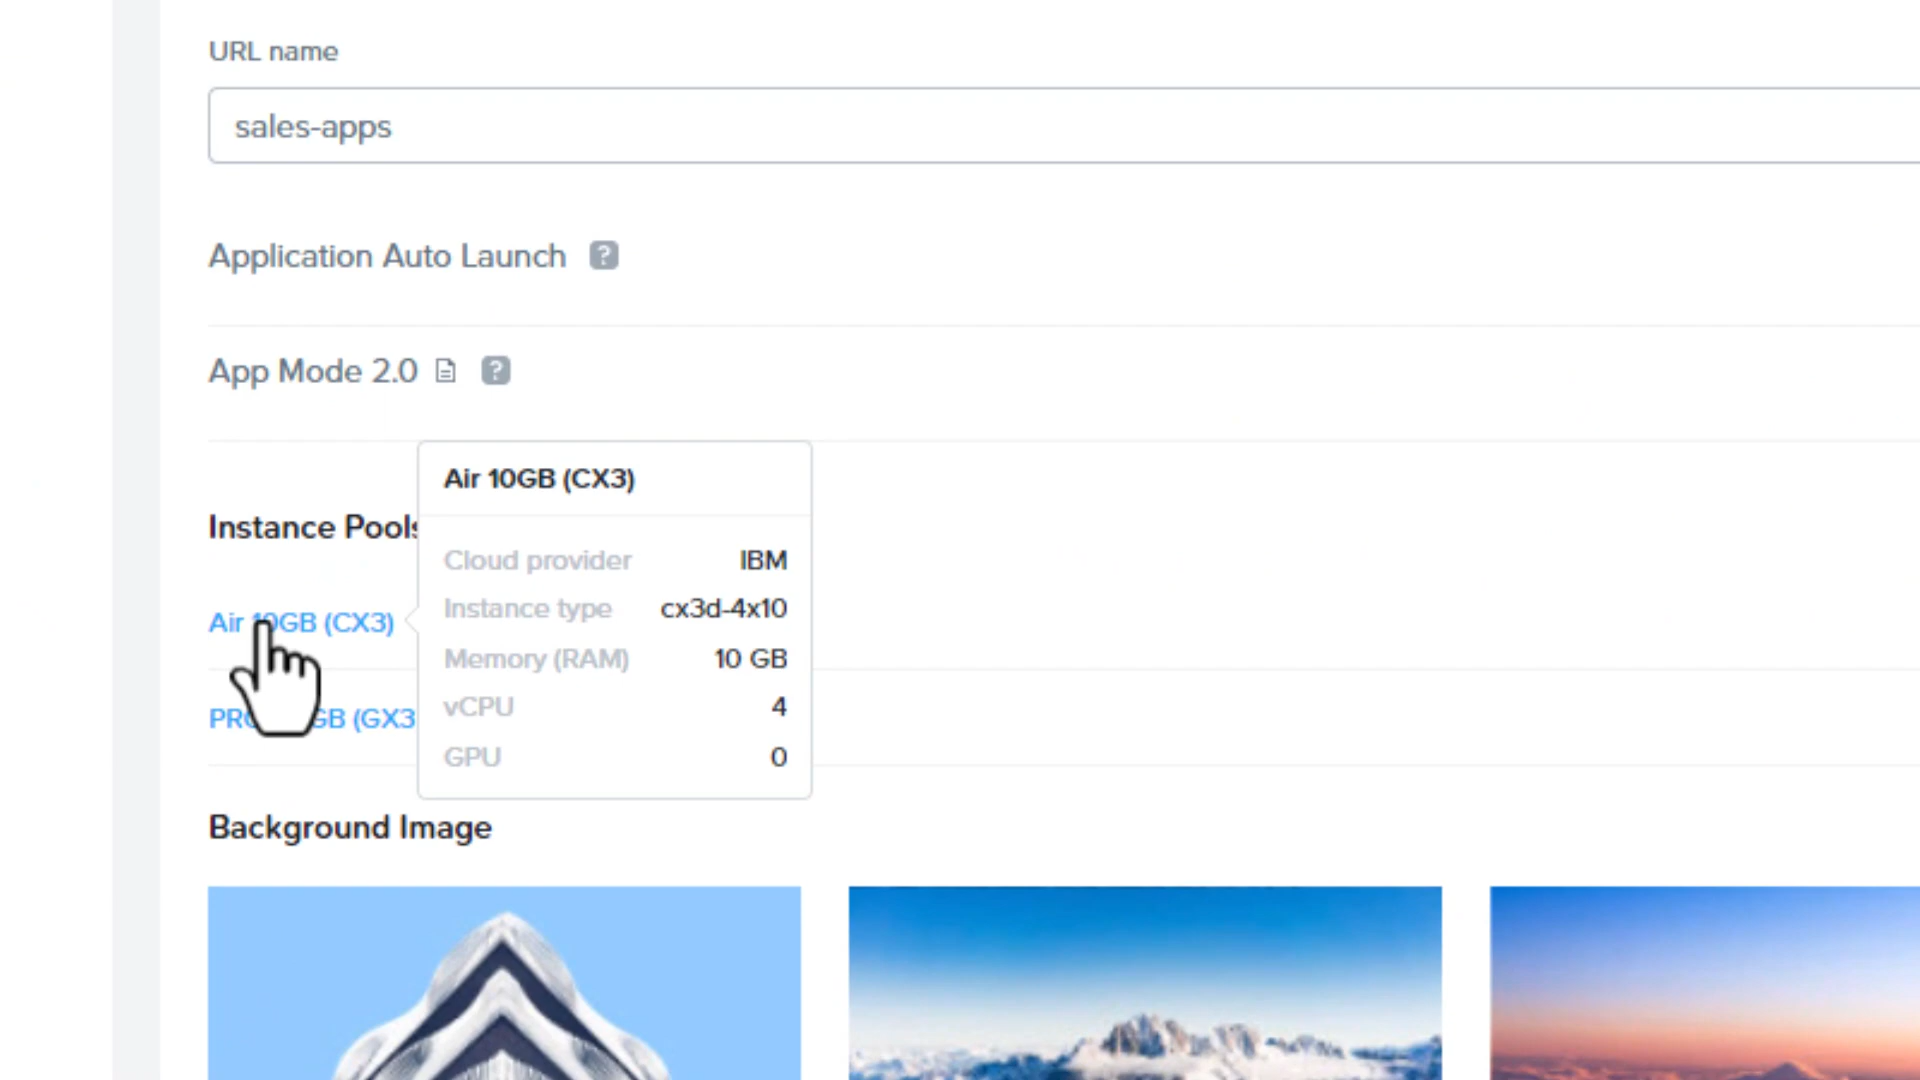 URL name
sales-apps
Application Auto Launch ?
App Mode 2.0 ?
Air 10GB (CX3)
Instance Pools
Cloud provider IBM
Instance type cx3d-4x10
Air 10GB (CX3)
Memory (RAM) 10 GB
vCPU 4
GB (GX3
GPU 0
Background Image